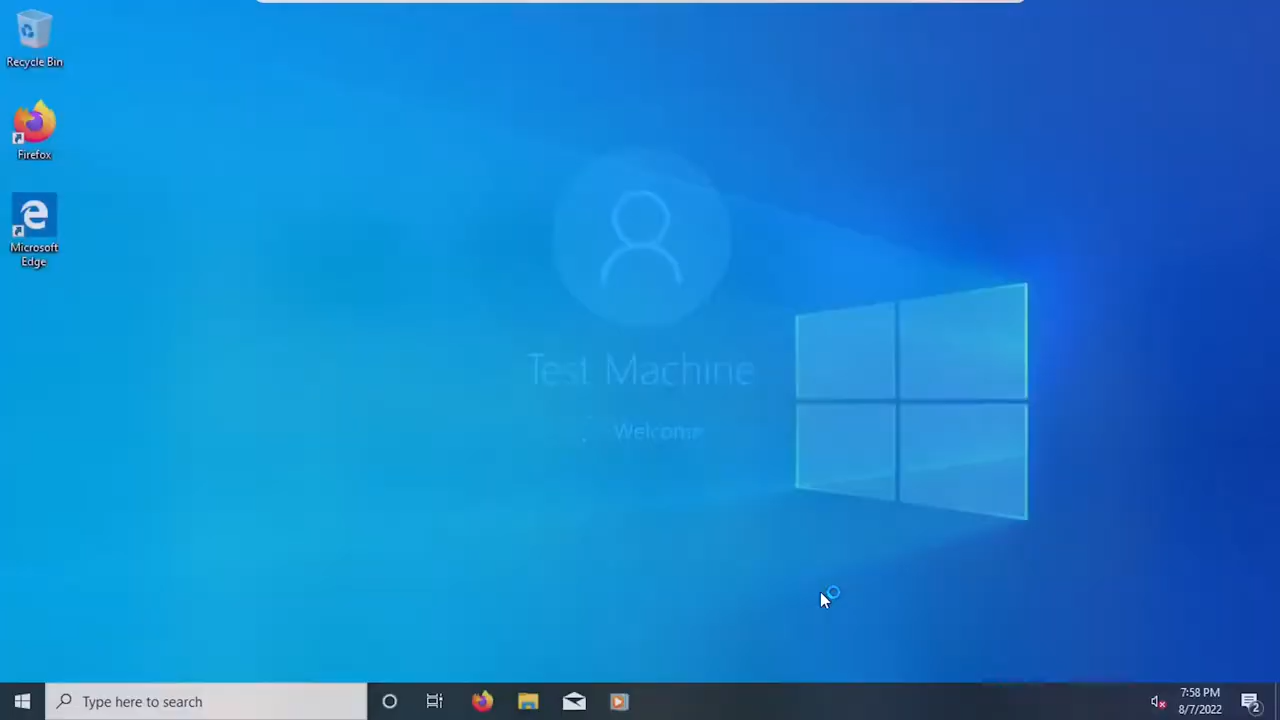 Recycle Bin
Firefox
Microsoft
Edge
Test Machine
Welcome
Type here to search
7:58 PM
8/7/2022
2